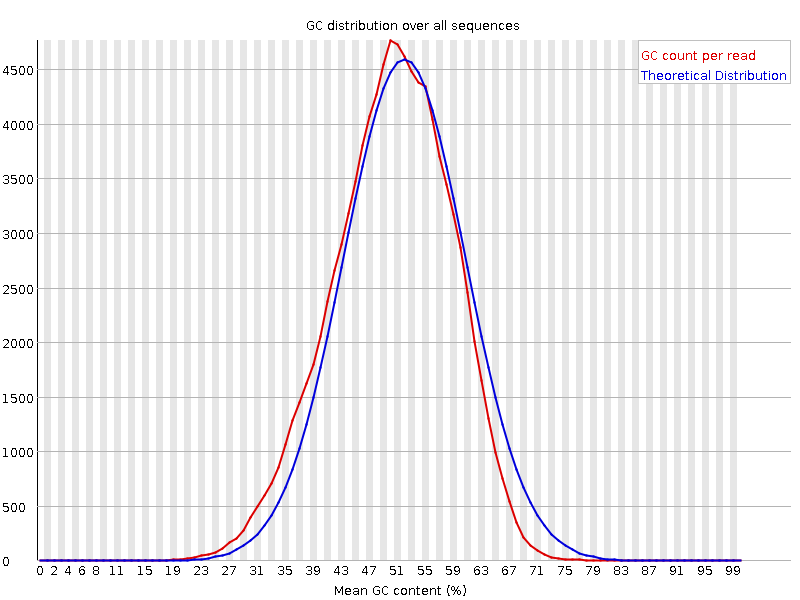 GC distribution over all sequences
GC count per read
Theoretical Distribution
4500
4000
3500
3000
2500
2000
1500
1000
500
0
0 2 4 6 8 11 15 19 23 27 31 35 39 43 47 51 55 59 63 67 71 75 79 83 87 91 95 99
Mean GC content (%)